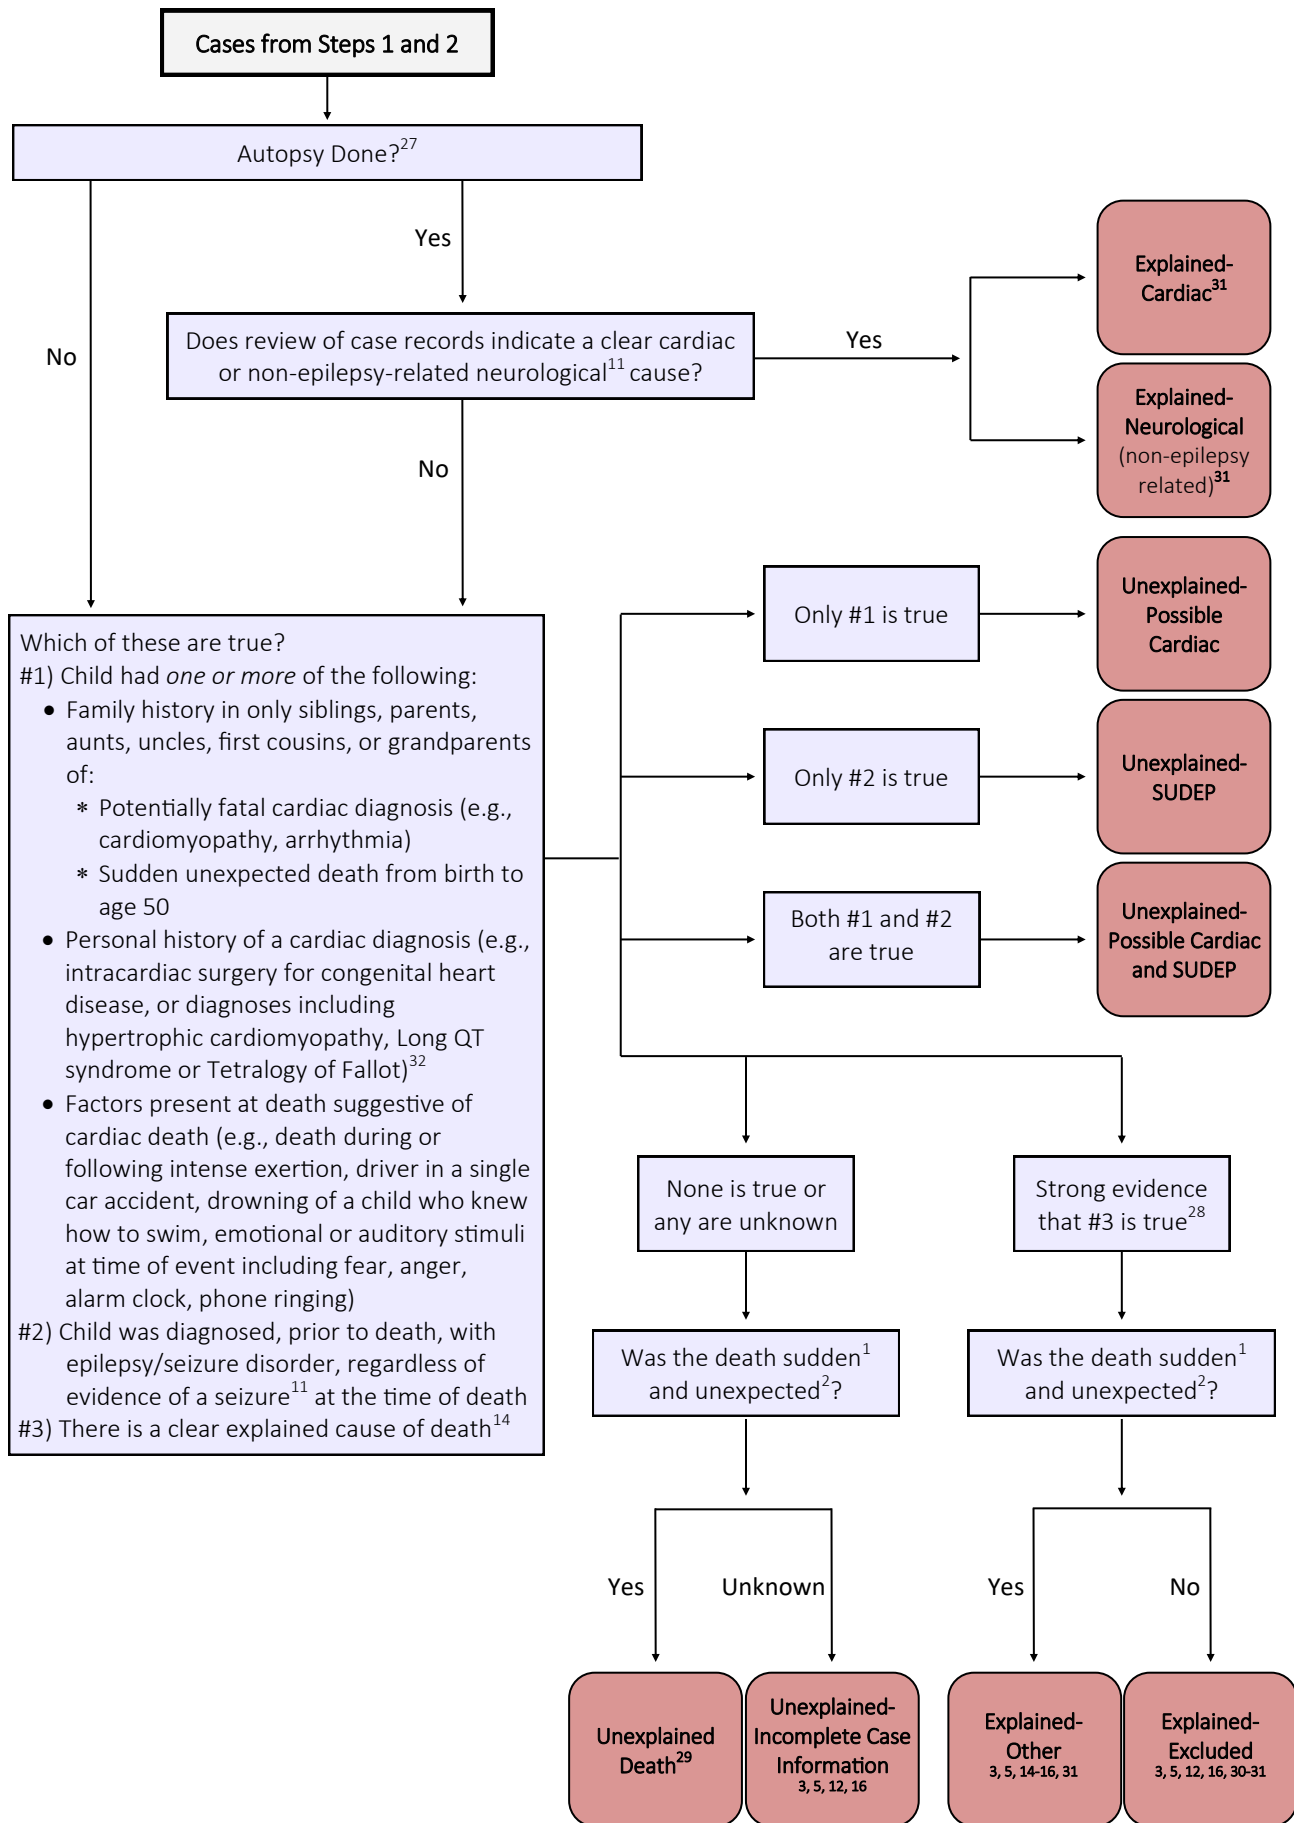 Cases from Steps 1 and 2
Autopsy Done?27
No
Yes
Does review of case records indicate a clear cardiac
or non-epilepsy-related neurological11 cause?
Yes
No
Explained-
Cardiac31
Explained-
Neurological
(non-epilepsy
related)31
Which of these are true?
#1) Child had one or more of the following:
• Family history in only siblings, parents,
aunts, uncles, first cousins, or grandparents
of:
* Potentially fatal cardiac diagnosis (e.g.,
cardiomyopathy, arrhythmia)
* Sudden unexpected death from birth to
age 50
• Personal history of a cardiac diagnosis (e.g.,
intracardiac surgery for congenital heart
disease, or diagnoses including
hypertrophic cardiomyopathy, Long QT
syndrome or Tetralogy of Fallot)32
• Factors present at death suggestive of
cardiac death (e.g., death during or
following intense exertion, driver in a single
car accident, drowning of a child who knew
how to swim, emotional or auditory stimuli
at time of event including fear, anger,
alarm clock, phone ringing)
#2) Child was diagnosed, prior to death, with
epilepsy/seizure disorder, regardless of
evidence of a seizure11 at the time of death
#3) There is a clear explained cause of death14
Only #1 is true
Unexplained-
Possible
Cardiac
Only #2 is true
Unexplained-
SUDEP
Both #1 and #2
are true
Unexplained-
Possible Cardiac
and SUDEP
None is true or
any are unknown
Strong evidence
that #3 is true28
Was the death sudden1
and unexpected2?
Was the death sudden1
and unexpected2?
Yes
Unknown
Yes
No
Unexplained
Death29
Unexplained-
Incomplete Case
Information
3, 5, 12, 16
Explained-
Other
3, 5, 14-16, 31
Explained-
Excluded
3, 5, 12, 16, 30-31